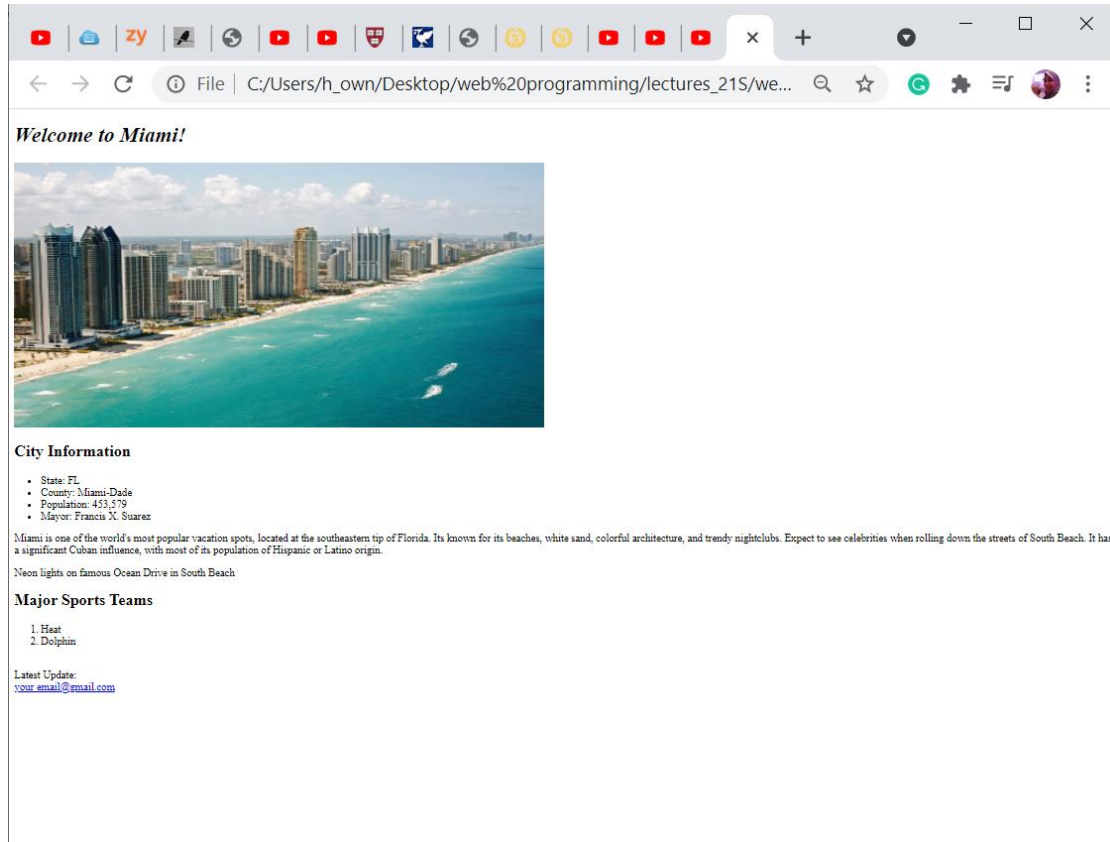 zy
File C:/Users/h_own/Desktop/web%20programming/lectures_21S/we...
Welcome to Miami!
City Information
State: FL
County: Miami-Dade
Population: 453,579
Mayor: Francis X. Suarez
Miami is one of the world's most popular vacation spots, located at the southeastern tip of Florida. Its known for its beaches, white sand, colorful architecture, and trendy nightclubs. Expect to see celebrities when rolling down the streets of South Beach. It has
a significant Cuban influence, with most of its population of Hispanic or Latino origin.
Neon lights on famous Ocean Drive in South Beach
Major Sports Teams
1. Heat
2. Dolphin
Latest Update:
your email@gmail.com